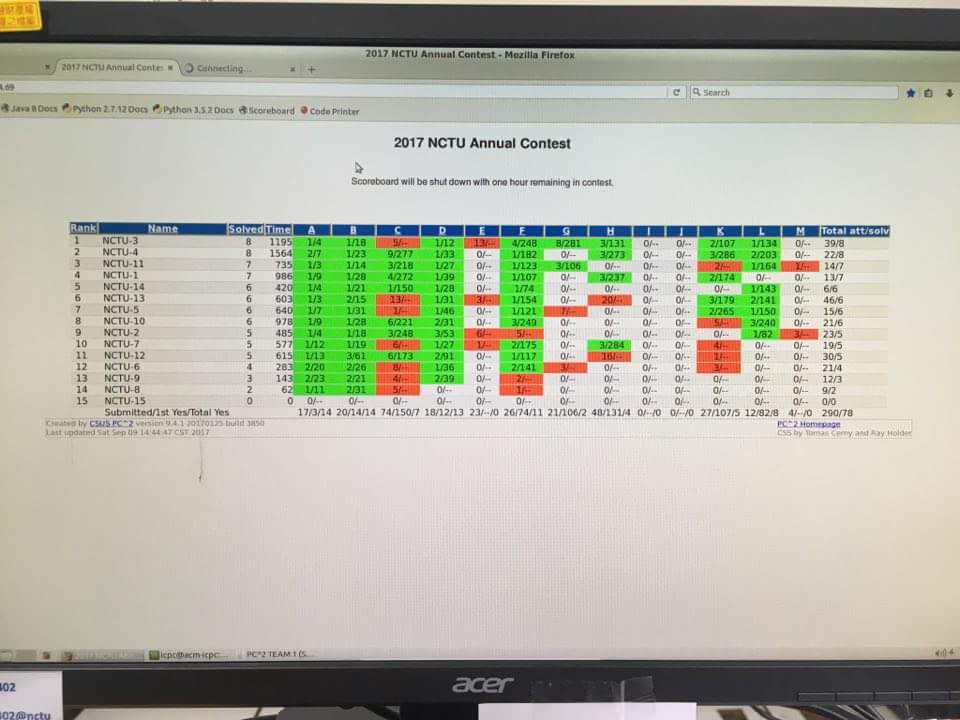 2017 NCTU Annual Contest - Mozilla Firefox
2017 NCTU Annual Contes × Connecting... × +
Search
Java 8 Docs Python 2.7.12 Docs Python 3.5.2 Docs Scoreboard Code Printer
2017 NCTU Annual Contest
Scoreboard will be shut down with one hour remaining in contest.
Rank Name Solved Time A B C D E F G H I J K L M Total att/solv
1 NCTU-3 8 1195 1/4 1/18 5/-- 1/12 13/-- 4/248 8/281 3/131 0/-- 0/-- 2/107 1/134 0/-- 39/8
2 NCTU-4 8 1564 2/7 1/23 9/277 1/33 0/-- 1/182 0/-- 3/273 0/-- 0/-- 3/286 2/203 0/-- 22/8
3 NCTU-11 7 735 1/3 1/14 3/218 1/27 0/-- 1/123 3/106 0/-- 0/-- 0/-- 2/-- 1/164 1/-- 14/7
4 NCTU-1 7 986 1/9 1/28 4/272 1/39 0/-- 1/107 0/-- 3/237 0/-- 0/-- 2/174 0/-- 0/-- 13/7
5 NCTU-14 6 420 1/4 1/21 1/150 1/28 0/-- 1/74 0/-- 0/-- 0/-- 0/-- 0/-- 1/143 0/-- 6/6
6 NCTU-13 6 603 1/3 2/15 13/-- 1/31 3/-- 1/154 0/-- 20/-- 0/-- 0/-- 3/179 2/141 0/-- 46/6
7 NCTU-5 6 640 1/7 1/31 1/-- 1/46 0/-- 1/121 7/-- 0/-- 0/-- 0/-- 2/265 1/150 0/-- 15/6
8 NCTU-10 6 978 1/9 1/28 6/221 2/31 0/-- 3/249 0/-- 0/-- 0/-- 0/-- 5/-- 3/240 0/-- 21/6
9 NCTU-2 5 485 1/4 1/18 3/248 3/53 6/-- 5/-- 0/-- 0/-- 0/-- 0/-- 0/-- 1/82 3/-- 23/5
10 NCTU-7 5 577 1/12 1/19 6/-- 1/27 1/-- 2/175 0/-- 3/284 0/-- 0/-- 4/-- 0/-- 0/-- 19/5
11 NCTU-12 5 615 1/13 3/61 6/173 2/91 0/-- 1/117 0/-- 16/-- 0/-- 0/-- 1/-- 0/-- 0/-- 30/5
12 NCTU-6 4 283 2/20 2/26 8/-- 1/36 0/-- 2/141 3/-- 0/-- 0/-- 0/-- 3/-- 0/-- 0/-- 21/4
13 NCTU-9 3 143 2/23 2/21 4/-- 2/39 0/-- 2/-- 0/-- 0/-- 0/-- 0/-- 0/-- 0/-- 0/-- 12/3
14 NCTU-8 2 62 1/11 2/31 5/-- 0/-- 0/-- 1/-- 0/-- 0/-- 0/-- 0/-- 0/-- 0/-- 0/-- 9/2
15 NCTU-15 0 0 0/-- 0/-- 0/-- 0/-- 0/-- 0/-- 0/-- 0/-- 0/-- 0/-- 0/-- 0/-- 0/-- 0/0
Submitted/1st Yes/Total Yes 17/3/14 20/14/14 74/150/7 18/12/13 23/--/0 26/74/11 21/106/2 48/131/4 0/--/0 0/--/0 27/107/5 12/82/8 4/--/0 290/78
Created by CSUS PC^2 version 9.4.1 20170125 build 3850 PC^2 Homepage
Last updated Sat Sep 09 14:44:47 CST 2017 CSS by Tomas Cerny and Ray Holder
icpc@acm-icpc: PC^2 TEAM 1 (S...
acer
402
02@nctu